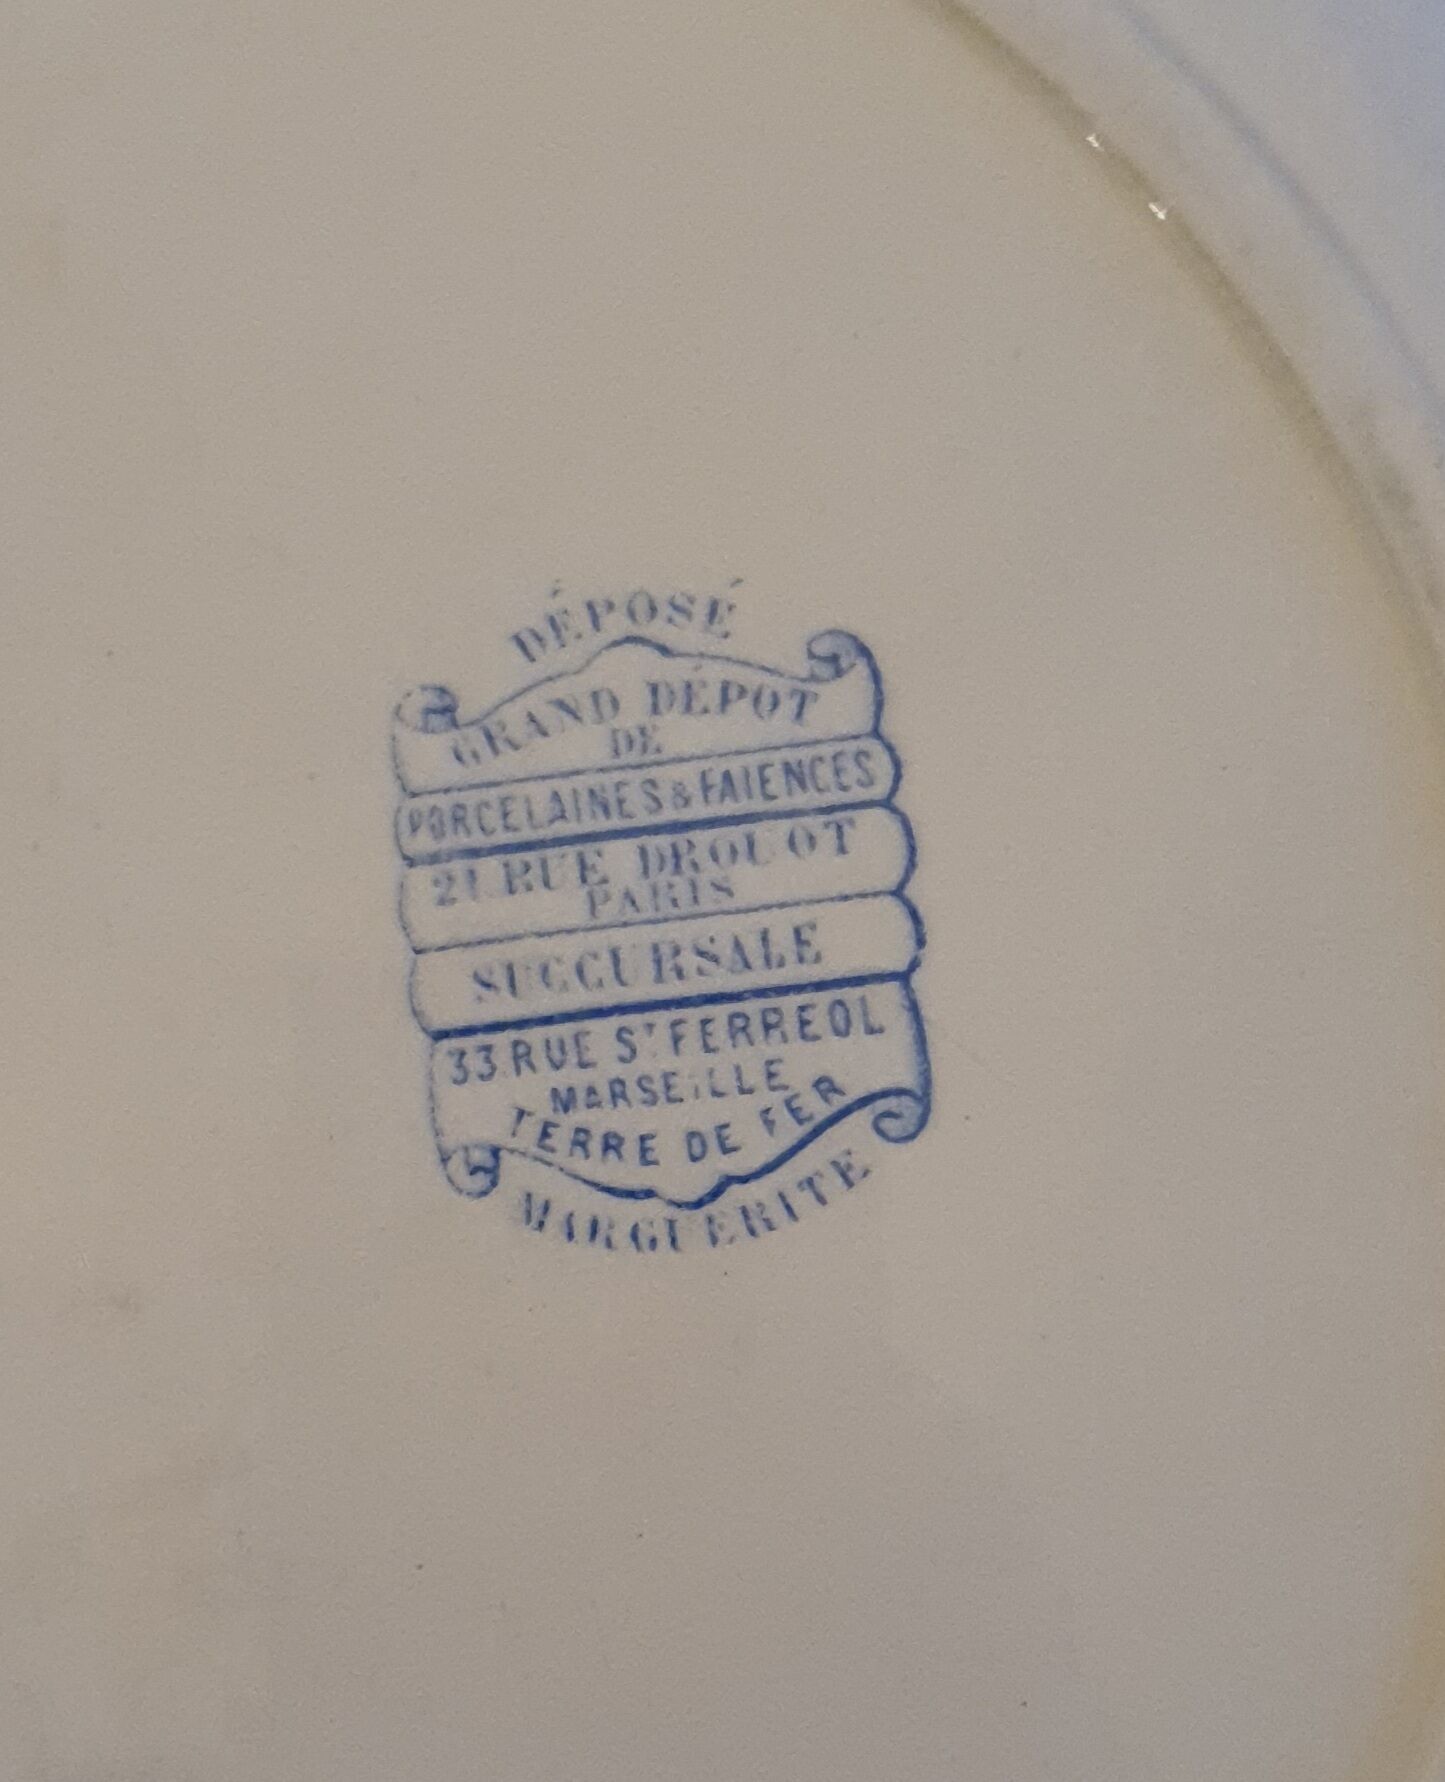 DÉPOSÉ
GRAND DÉPOT
DE
PORCELAINES & FAIENCES
21 RUE DROUOT
PARIS
SUCCURSALE
33 RUE ST FERREOL
MARSEILLE
TERRE DE FER
MARGUERITE